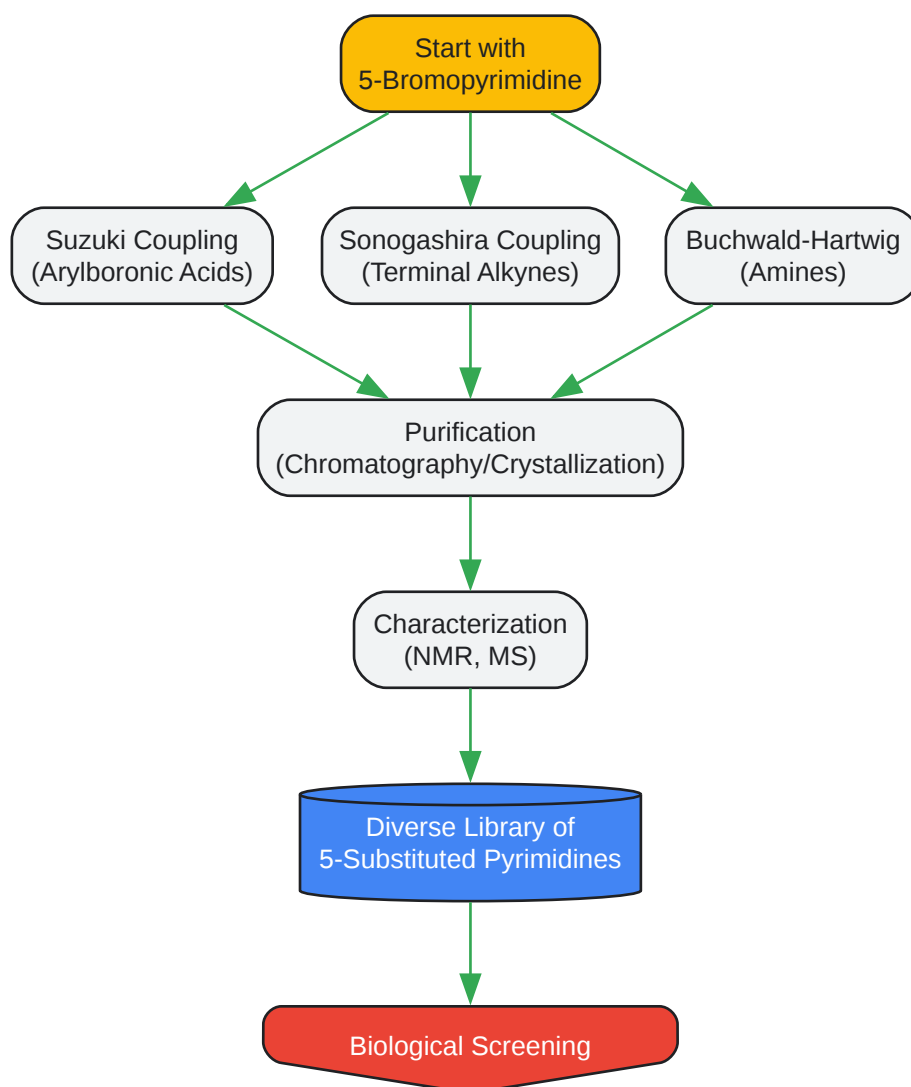 Start with
5-Bromopyrimidine
Suzuki Coupling
(Arylboronic Acids)
Sonogashira Coupling
(Terminal Alkynes)
Buchwald-Hartwig
(Amines)
Purification
(Chromatography/Crystallization)
Characterization
(NMR, MS)
Diverse Library of
5-Substituted Pyrimidines
Biological Screening